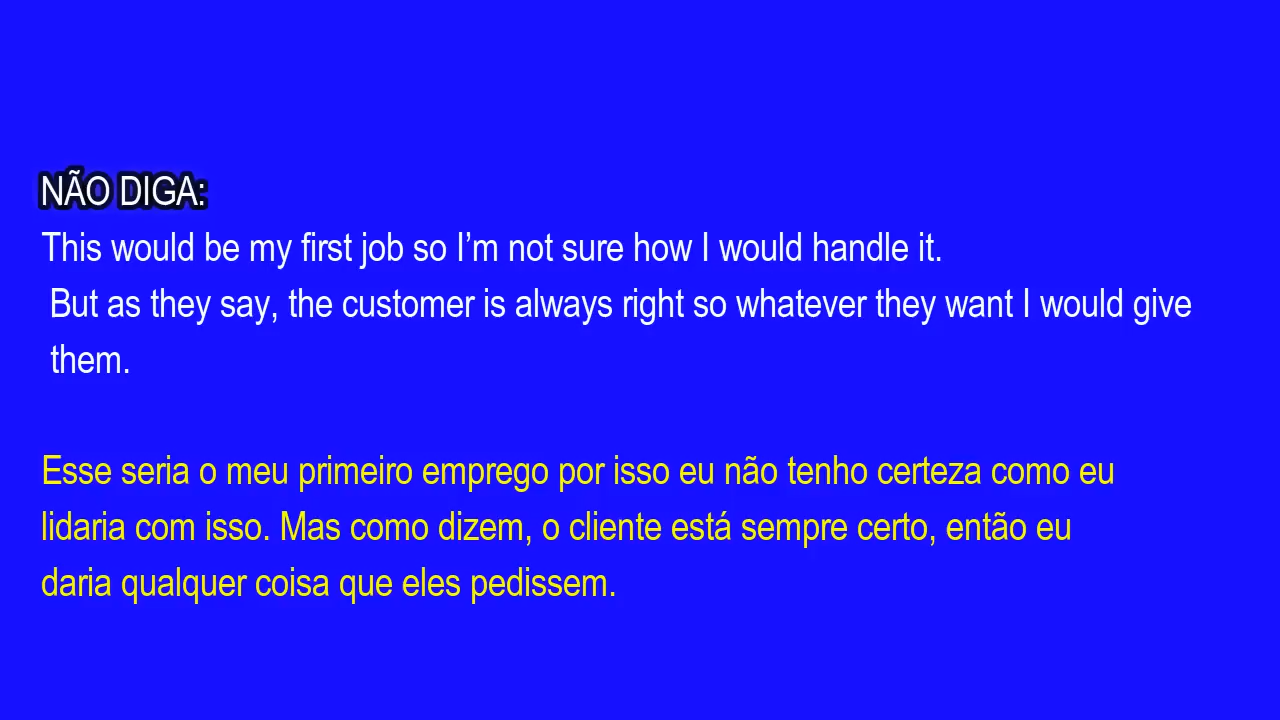 NÃO DIGA:
This would be my first job so I’m not sure how I would handle it.
But as they say, the customer is always right so whatever they want I would give
them.
Esse seria o meu primeiro emprego por isso eu não tenho certeza como eu
lidaria com isso. Mas como dizem, o cliente está sempre certo, então eu
daria qualquer coisa que eles pedissem.